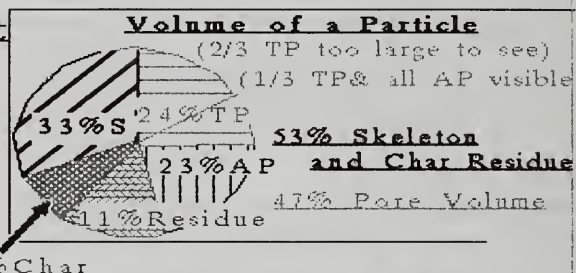 Volume of a Particle
(2/3 TP too large to see)
(1/3 TP& all AP visible
33%S
24%TP
53% Skeleton
and Char Residue
23%AP
47% Pore Volume
11%Residue
%Char